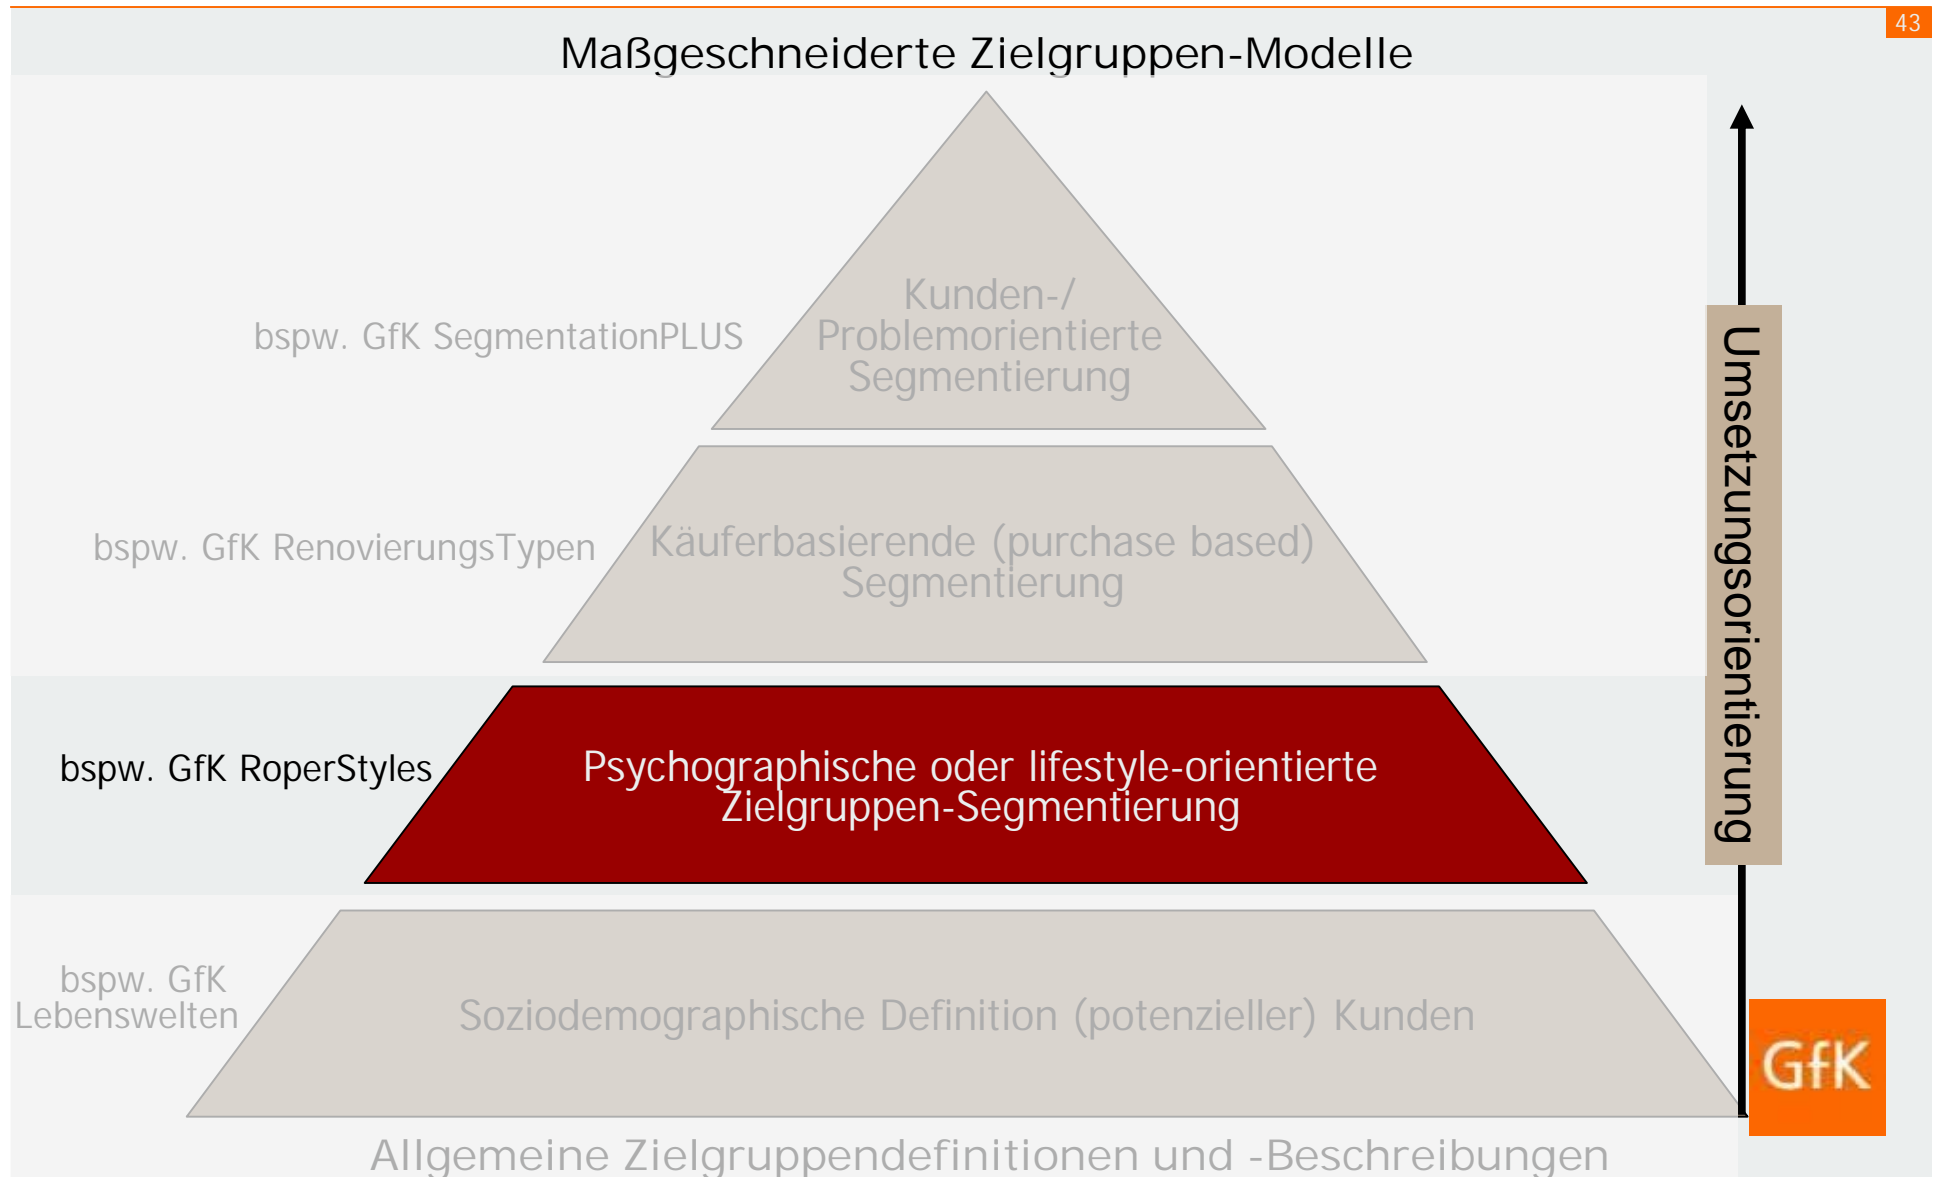 43
Maßgeschneiderte Zielgruppen-Modelle
bspw. GfK SegmentationPLUS
Kunden-/
Problemorientierte
Segmentierung
bspw. GfK RenovierungsTypen
Käuferbasierende (purchase based)
Segmentierung
bspw. GfK RoperStyles
Psychographische oder lifestyle-orientierte
Zielgruppen-Segmentierung
bspw. GfK
Lebenswelten
Soziodemographische Definition (potenzieller) Kunden
Allgemeine Zielgruppendefinitionen und -Beschreibungen
Umsetzungsorientierung
GfK